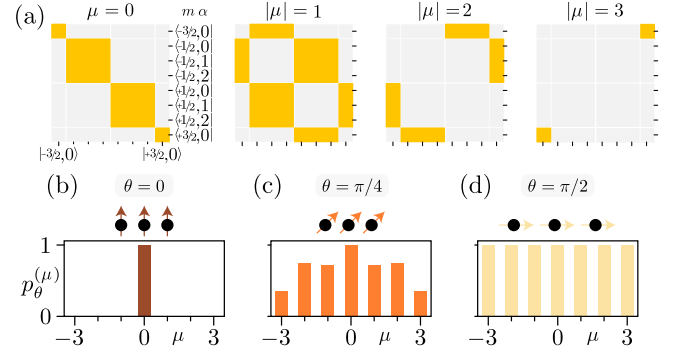 (a) μ = 0 m α |μ| = 1 |μ| = 2 |μ| = 3
⟨-3/2,0|
⟨-1/2,0|
⟨-1/2,1|
⟨-1/2,2|
⟨+1/2,0|
⟨+1/2,1|
⟨+1/2,2|
⟨+3/2,0|
|-3/2,0⟩ |+3/2,0⟩
(b) θ = 0 (c) θ = π/4 (d) θ = π/2
1
p_θ^(μ)
0
-3 0 μ 3 -3 0 μ 3 -3 0 μ 3